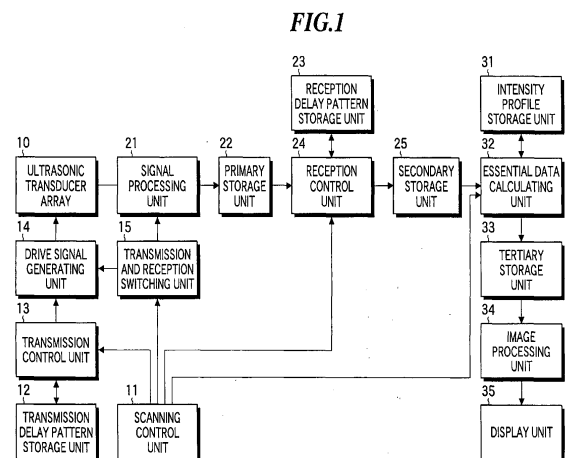 FIG.1
23
RECEPTION
DELAY PATTERN
STORAGE UNIT
31
INTENSITY
PROFILE
STORAGE UNIT
10
ULTRASONIC
TRANSDUCER
ARRAY
21
SIGNAL
PROCESSING
UNIT
22
PRIMARY
STORAGE
UNIT
24
RECEPTION
CONTROL
UNIT
25
SECONDARY
STORAGE
UNIT
32
ESSENTIAL DATA
CALCULATING
UNIT
14
DRIVE SIGNAL
GENERATING
UNIT
15
TRANSMISSION
AND RECEPTION
SWITCHING UNIT
33
TERTIARY
STORAGE
UNIT
13
TRANSMISSION
CONTROL UNIT
34
IMAGE
PROCESSING
UNIT
12
TRANSMISSION
DELAY PATTERN
STORAGE UNIT
11
SCANNING
CONTROL
UNIT
35
DISPLAY UNIT